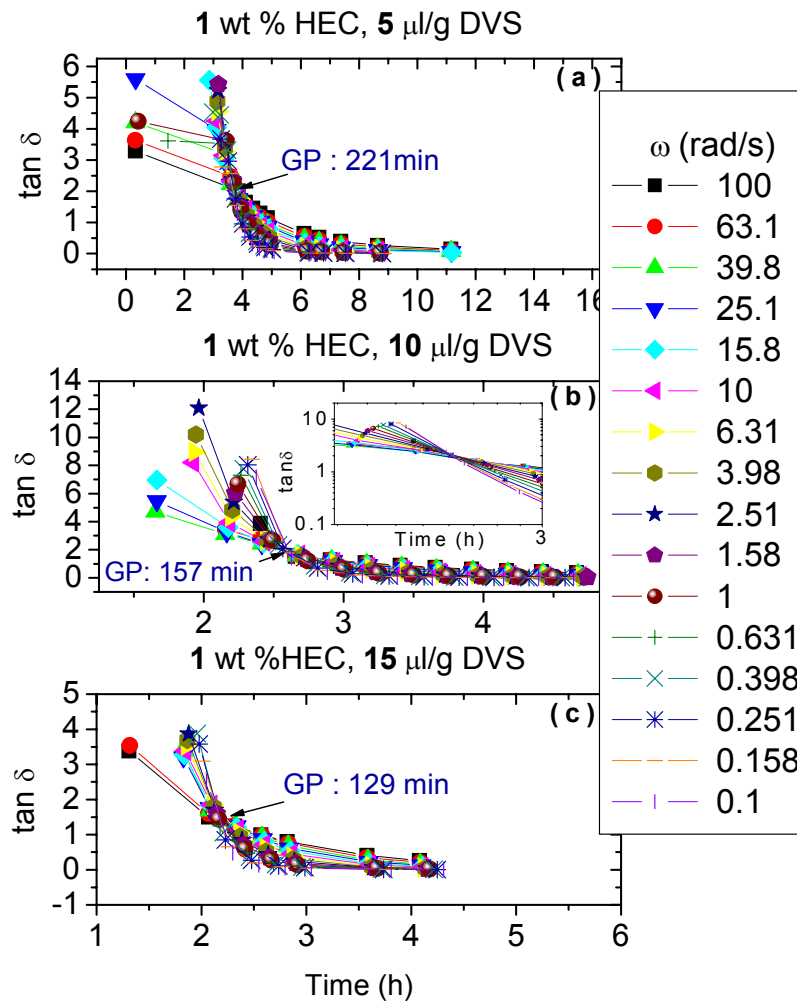 1 wt % HEC, 5 µl/g DVS
(a)
6
5
4
3
2
1
0
tan δ
GP : 221min
0 2 4 6 8 10 12 14 16
1 wt % HEC, 10 µl/g DVS
(b)
14
12
10
8
6
4
2
0
tan δ
10
1
0.1
tanδ
Time (h)
3
GP: 157 min
2 3 4
1 wt %HEC, 15 µl/g DVS
(c)
5
4
3
2
1
0
-1
tan δ
GP : 129 min
1 2 3 4 5 6
Time (h)
ω (rad/s)
100
63.1
39.8
25.1
15.8
10
6.31
3.98
2.51
1.58
1
0.631
0.398
0.251
0.158
0.1